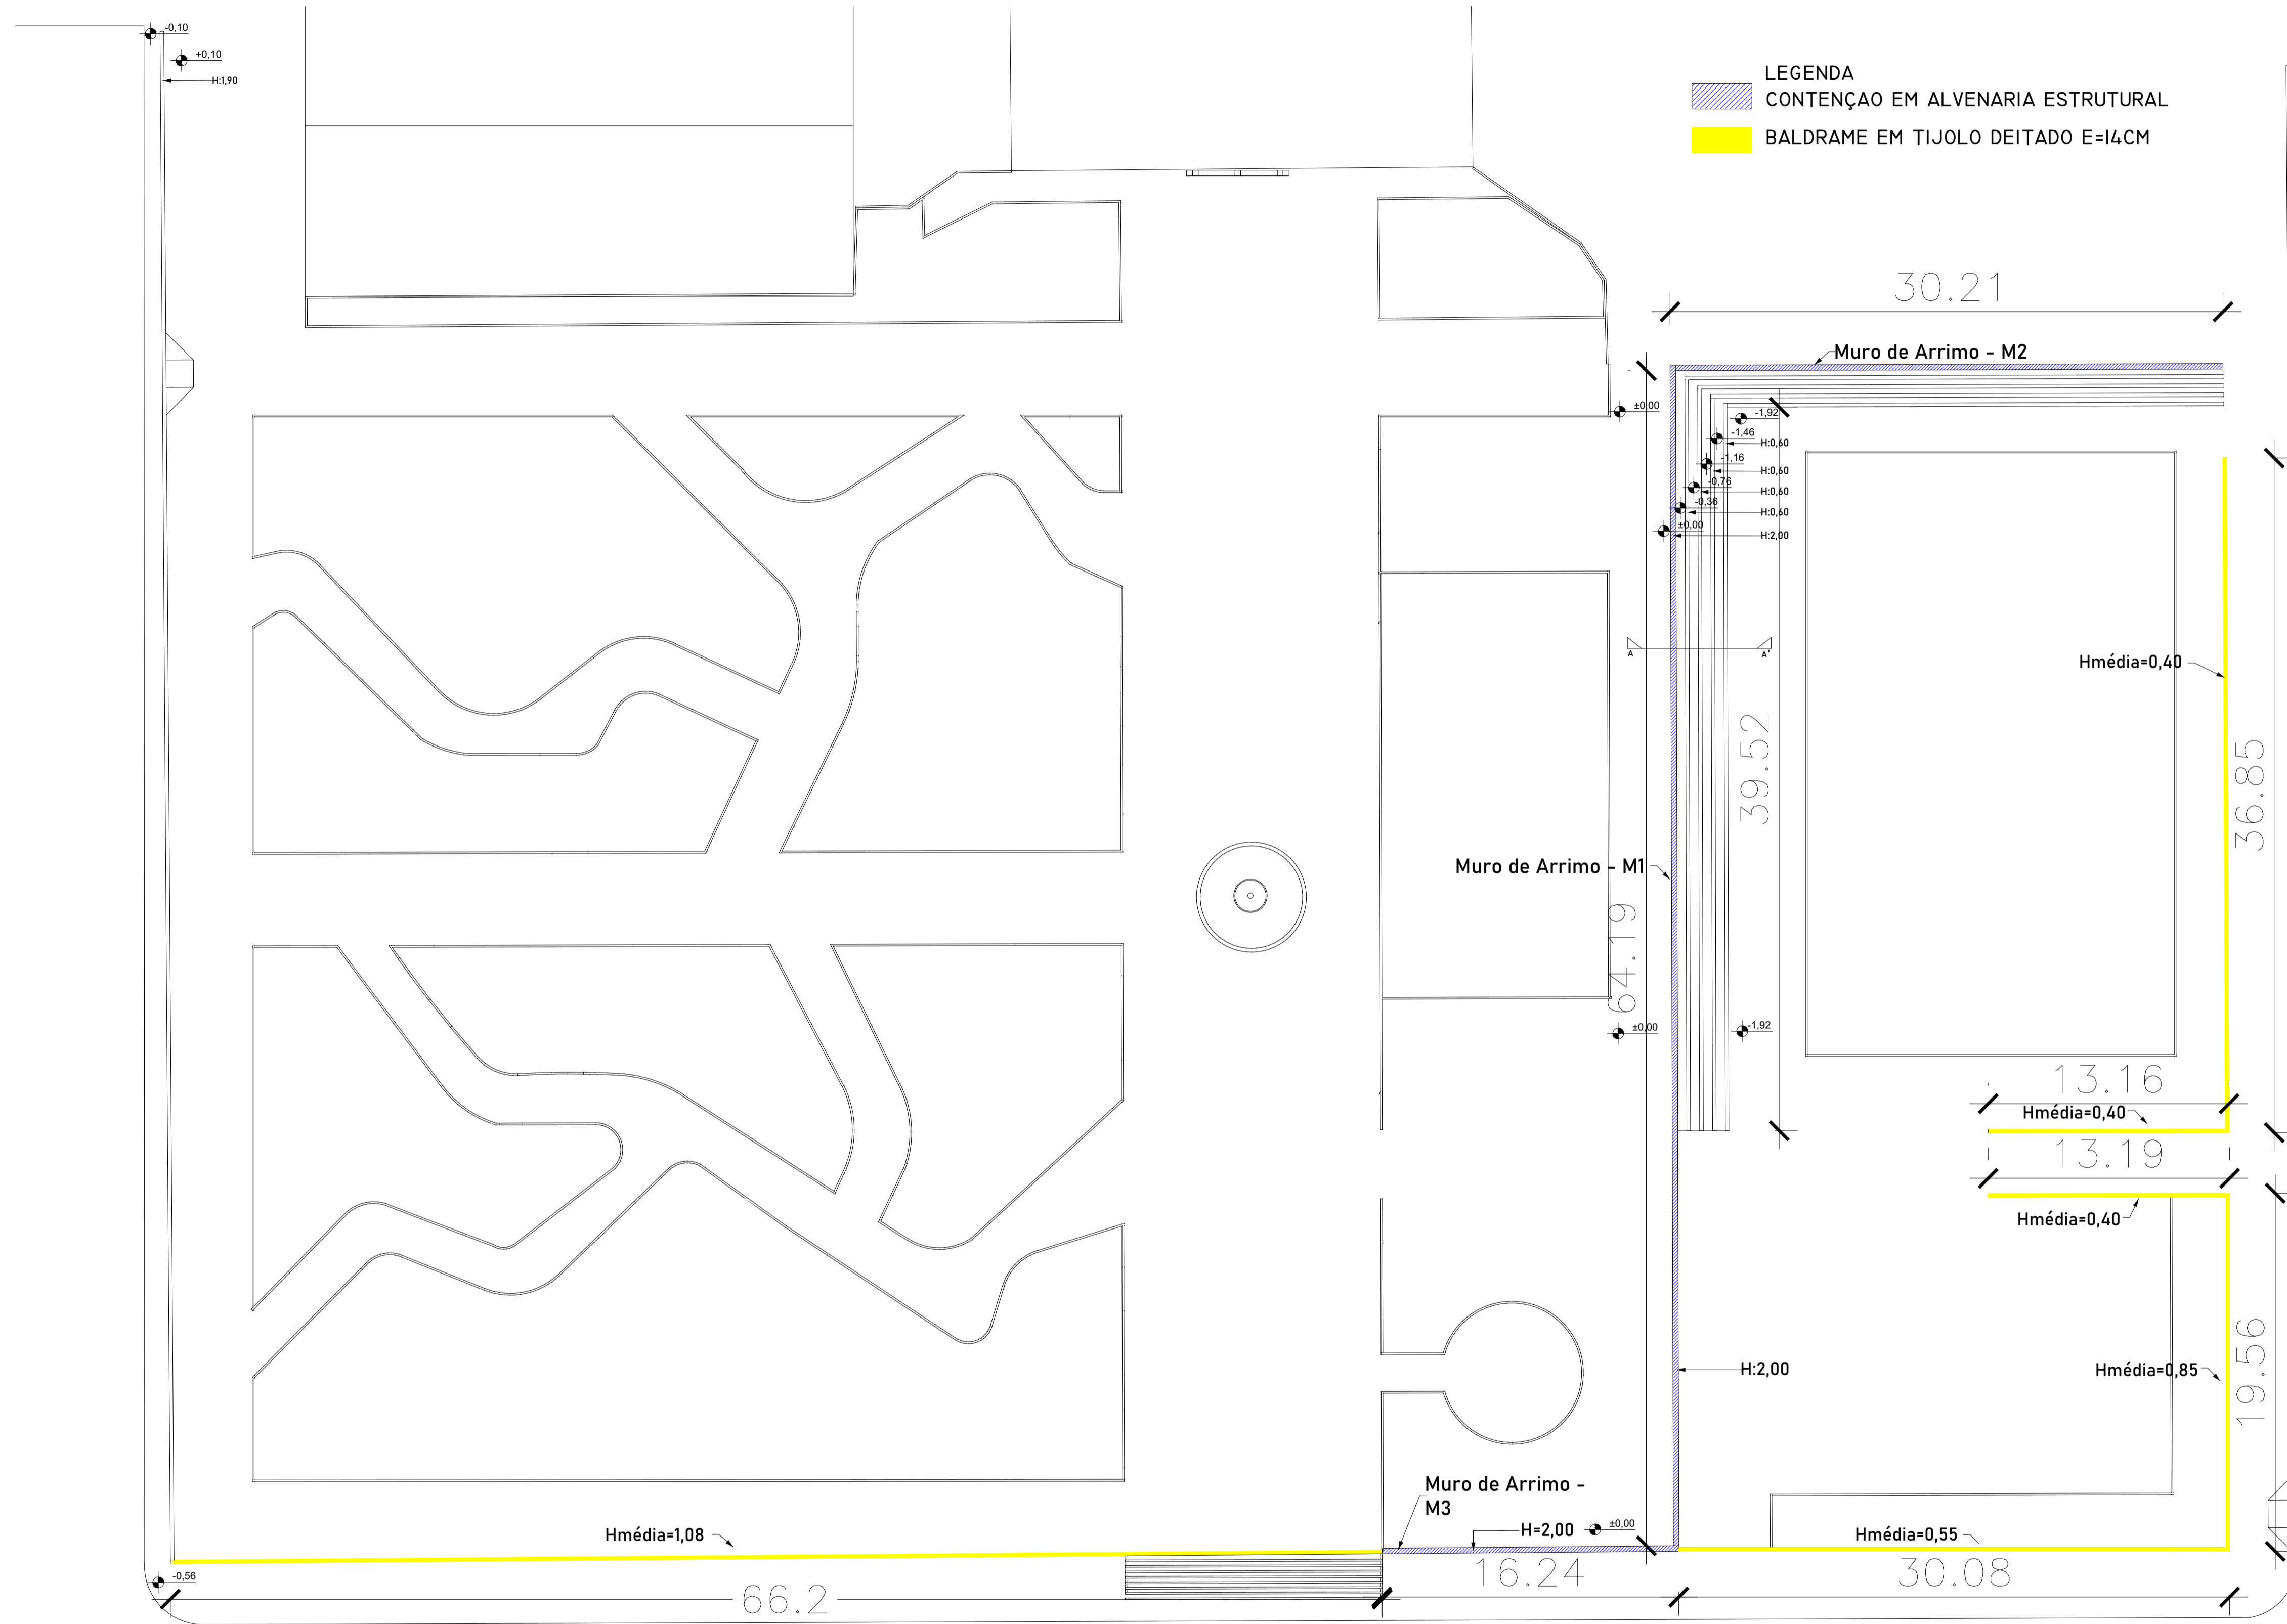 -0,10
+0,10
H:1,90
LEGENDA
CONTENÇAO EM ALVENARIA ESTRUTURAL
BALDRAME EM TIJOLO DEITADO E=14CM
30.21
Muro de Arrimo - M2
±0,00
-1,92
-1,46
H:0,60
-1,16
H:0,60
-0,76
H:0,60
-0,36
H:0,60
±0,00
H:2,00
A
A'
Hmédia=0,40
39.52
36.85
Muro de Arrimo - M1
64.19
±0,00
-1,92
13.16
Hmédia=0,40
13.19
Hmédia=0,40
H:2,00
Hmédia=0,85
19.56
Muro de Arrimo -
M3
H=2,00
±0,00
Hmédia=1,08
Hmédia=0,55
-0,56
66.2
16.24
30.08